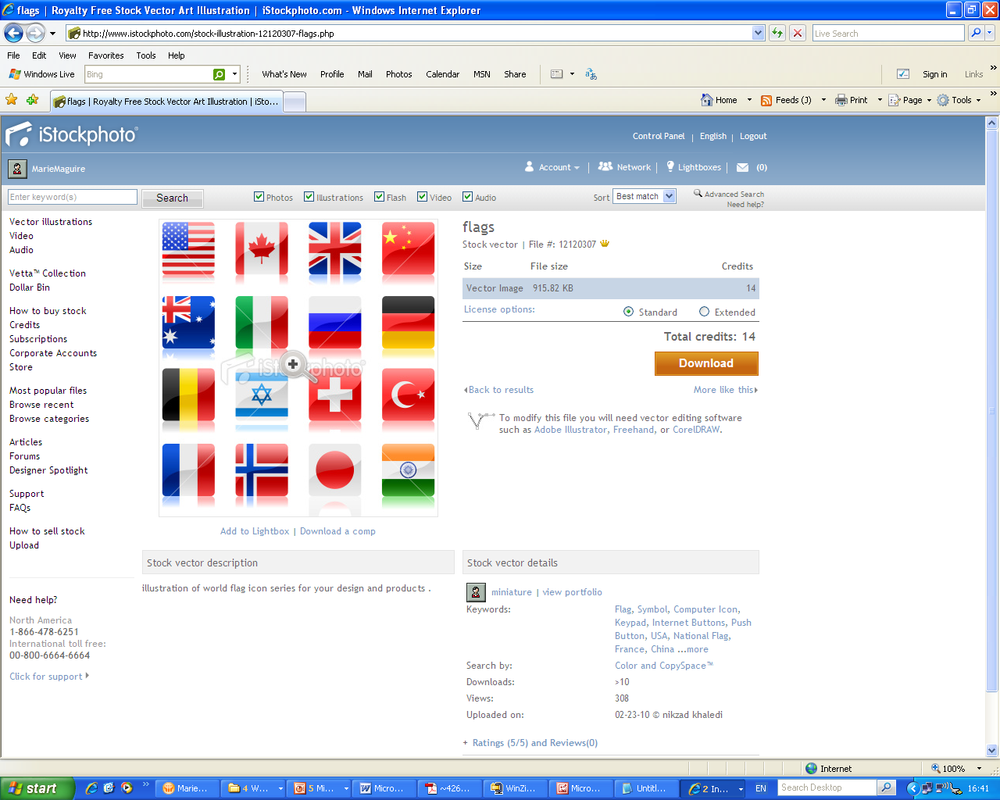 flags | Royalty Free Stock Vector Art Illustration | iStockphoto.com - Windows Internet Explorer
http://www.istockphoto.com/stock-illustration-12120307-flags.php
Live Search
File Edit View Favorites Tools Help
Windows Live Bing What's New Profile Mail Photos Calendar MSN Share Sign in Links
flags | Royalty Free Stock Vector Art Illustration | iSto... Home Feeds (J) Print Page Tools
iStockphoto
Control Panel | English | Logout
MarieMaguire Account | Network | Lightboxes | (0)
Enter keyword(s) Search Photos Illustrations Flash Video Audio Sort Best match Advanced Search
Need help?
Vector illustrations
Video
Audio
Vetta™ Collection
Dollar Bin
How to buy stock
Credits
Subscriptions
Corporate Accounts
Store
Most popular files
Browse recent
Browse categories
Articles
Forums
Designer Spotlight
Support
FAQs
How to sell stock
Upload
Need help?
North America
1-866-478-6251
International toll free:
00-800-6664-6664
Click for support
iStockphoto
Add to Lightbox | Download a comp
Stock vector description
illustration of world flag icon series for your design and products .
flags
Stock vector | File #: 12120307
Size File size Credits
Vector Image 915.82 KB 14
License options: Standard Extended
Total credits: 14
Download
Back to results More like this
To modify this file you will need vector editing software
such as Adobe Illustrator, Freehand, or CorelDRAW.
Stock vector details
miniature | view portfolio
Keywords: Flag, Symbol, Computer Icon,
Keypad, Internet Buttons, Push
Button, USA, National Flag,
France, China ...more
Search by: Color and CopySpace™
Downloads: >10
Views: 308
Uploaded on: 02-23-10 © nikzad khaledi
+ Ratings (5/5) and Reviews(0)
Internet 100%
start Marie... 4 W... 5 Mi... Micro... ~426... WinZi... Micro... Untitl... 2 In... EN Search Desktop 16:41